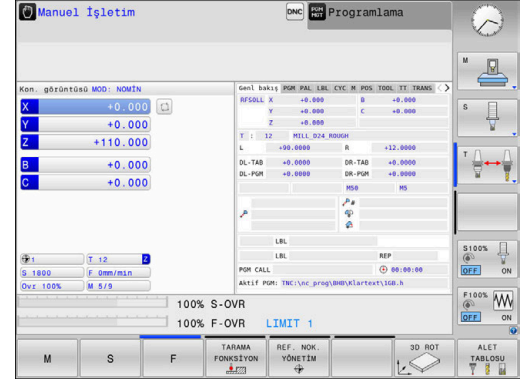 Manuel İşletim
DNC PGM MGT Programlama
Kon. görüntüsü MOD: NOMİN
X +0.000
Y +0.000
Z +110.000
B +0.000
C +0.000
1 T 12 Z
S 1800 F 0mm/min
Ovr 100% M 5/9
Genl bakış PGM PAL LBL CYC M POS TOOL TT TRANS
RFSOLL X +0.000 B +0.000
Y +0.000 C +0.000
Z +0.000
T : 12 MILL_D24_ROUGH
L +90.0000 R +12.0000
DL-TAB +0.0000 DR-TAB +0.0000
DL-PGM +0.0000 DR-PGM +0.0000
M50 M5
LBL
LBL REP
PGM CALL 00:00:00
Aktif PGM: TNC:\nc_prog\BHB\Klartext\1GB.h
100% S-OVR
100% F-OVR LIMIT 1
M
S
F
TARAMA FONKSİYON
REF. NOK. YÖNETİM
3D ROT
ALET TABLOSU
M
S
T
S100%
OFF ON
F100%
OFF ON